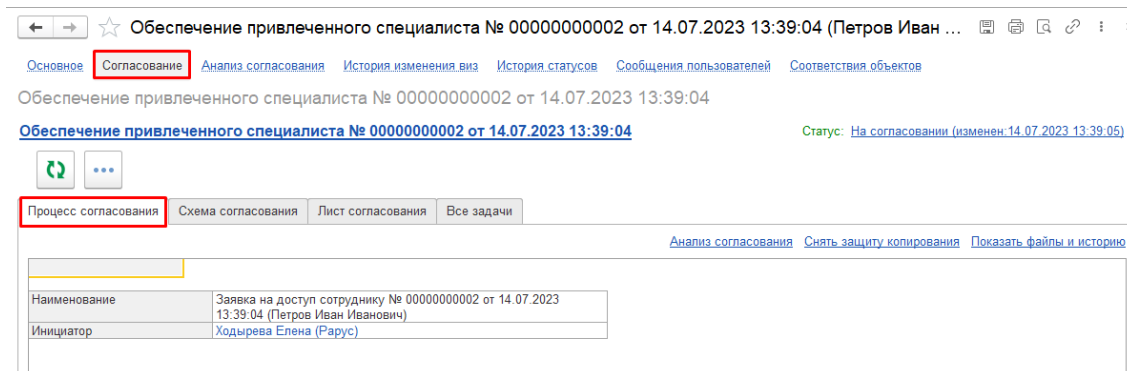 Обеспечение привлеченного специалиста № 00000000002 от 14.07.2023 13:39:04 (Петров Иван ...
Основное Согласование Анализ согласования История изменения виз История статусов Сообщения пользователей Соответствия объектов
Обеспечение привлеченного специалиста № 00000000002 от 14.07.2023 13:39:04
Обеспечение привлеченного специалиста № 00000000002 от 14.07.2023 13:39:04 Статус: На согласовании (изменен:14.07.2023 13:39:05)
Процесс согласования Схема согласования Лист согласования Все задачи
Анализ согласования Снять защиту копирования Показать файлы и историю
Наименование Заявка на доступ сотруднику № 00000000002 от 14.07.2023
13:39:04 (Петров Иван Иванович)
Инициатор Ходырева Елена (Рарус)